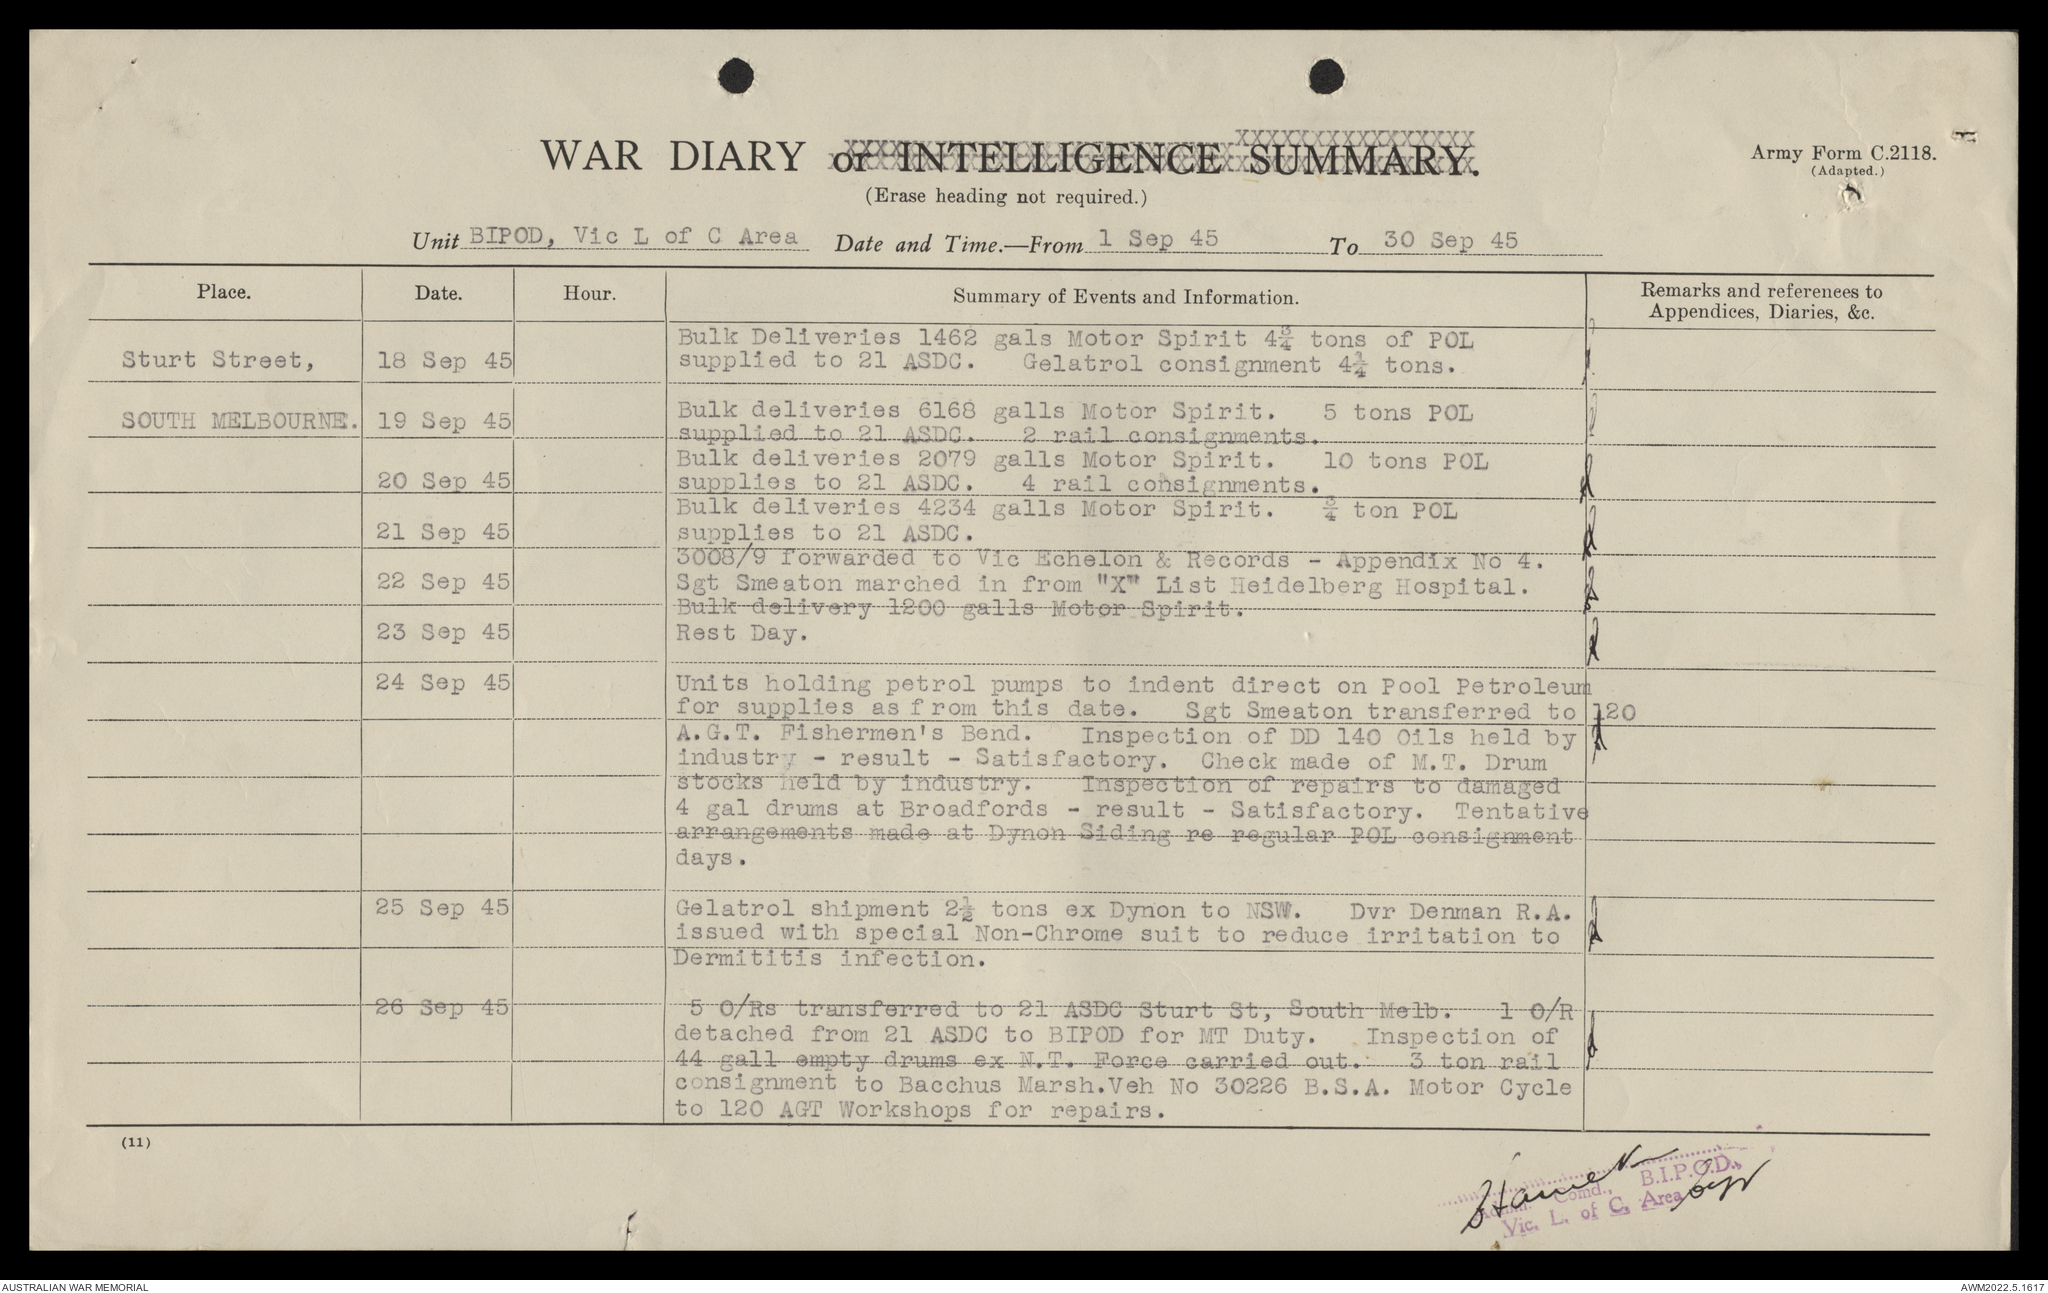 WAR DIARY or INTELLIGENCE SUMMARY.
XXXXXXXXXXXXXXXX
Army Form C.2118.
(Adapted.)
(Erase heading not required.)
Unit BIPOD, Vic L of C Area Date and Time.—From 1 Sep 45 To 30 Sep 45
Place. Date. Hour. Summary of Events and Information. Remarks and references to
Appendices, Diaries, &c.
Bulk Deliveries 1462 gals Motor Spirit 4¾ tons of POL
Sturt Street, 18 Sep 45 supplied to 21 ASDC. Gelatrol consignment 4¼ tons.
SOUTH MELBOURNE. 19 Sep 45 Bulk deliveries 6168 galls Motor Spirit. 5 tons POL
supplied to 21 ASDC. 2 rail consignments.
Bulk deliveries 2079 galls Motor Spirit. 10 tons POL
20 Sep 45 supplies to 21 ASDC. 4 rail consignments.
Bulk deliveries 4234 galls Motor Spirit. ¾ ton POL
21 Sep 45 supplies to 21 ASDC.
3008/9 forwarded to Vic Echelon & Records - Appendix No 4.
22 Sep 45 Sgt Smeaton marched in from "X" List Heidelberg Hospital.
Bulk delivery 1200 galls Motor Spirit.
23 Sep 45 Rest Day.
24 Sep 45 Units holding petrol pumps to indent direct on Pool Petroleum
for supplies as from this date. Sgt Smeaton transferred to 120
A.G.T. Fishermen's Bend. Inspection of DD 140 Oils held by
industry - result - Satisfactory. Check made of M.T. Drum
stocks held by industry. Inspection of repairs to damaged
4 gal drums at Broadfords - result - Satisfactory. Tentative
arrangements made at Dynon Siding re regular POL consignment
days.
25 Sep 45 Gelatrol shipment 2½ tons ex Dynon to NSW. Dvr Denman R.A.
issued with special Non-Chrome suit to reduce irritation to
Dermititis infection.
26 Sep 45 5 O/Rs transferred to 21 ASDC Sturt St, South Melb. 1 O/R
detached from 21 ASDC to BIPOD for MT Duty. Inspection of
44 gall empty drums ex N.T. Force carried out. 3 ton rail
consignment to Bacchus Marsh.Veh No 30226 B.S.A. Motor Cycle
to 120 AGT Workshops for repairs.
(11)
Admin. Comd., B.I.P.O.D.,
Vic. L. of C. Area
AUSTRALIAN WAR MEMORIAL
AWM2022.5.1617